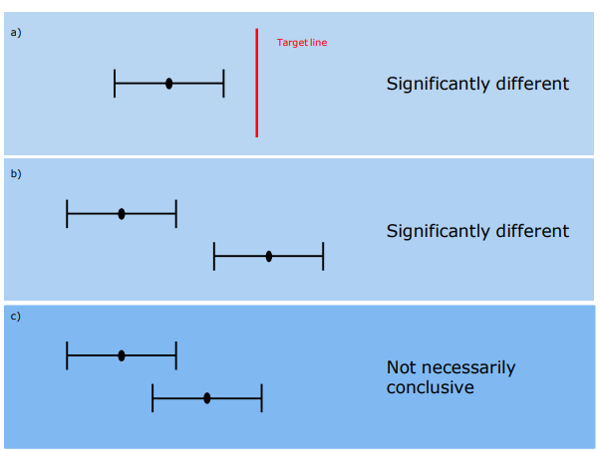 a)
Target line
Significantly different
b)
Significantly different
c)
Not necessarily
conclusive